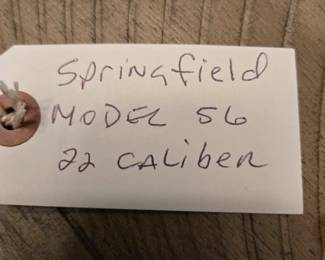 Springfield
MODEL 56
22 CALIBER